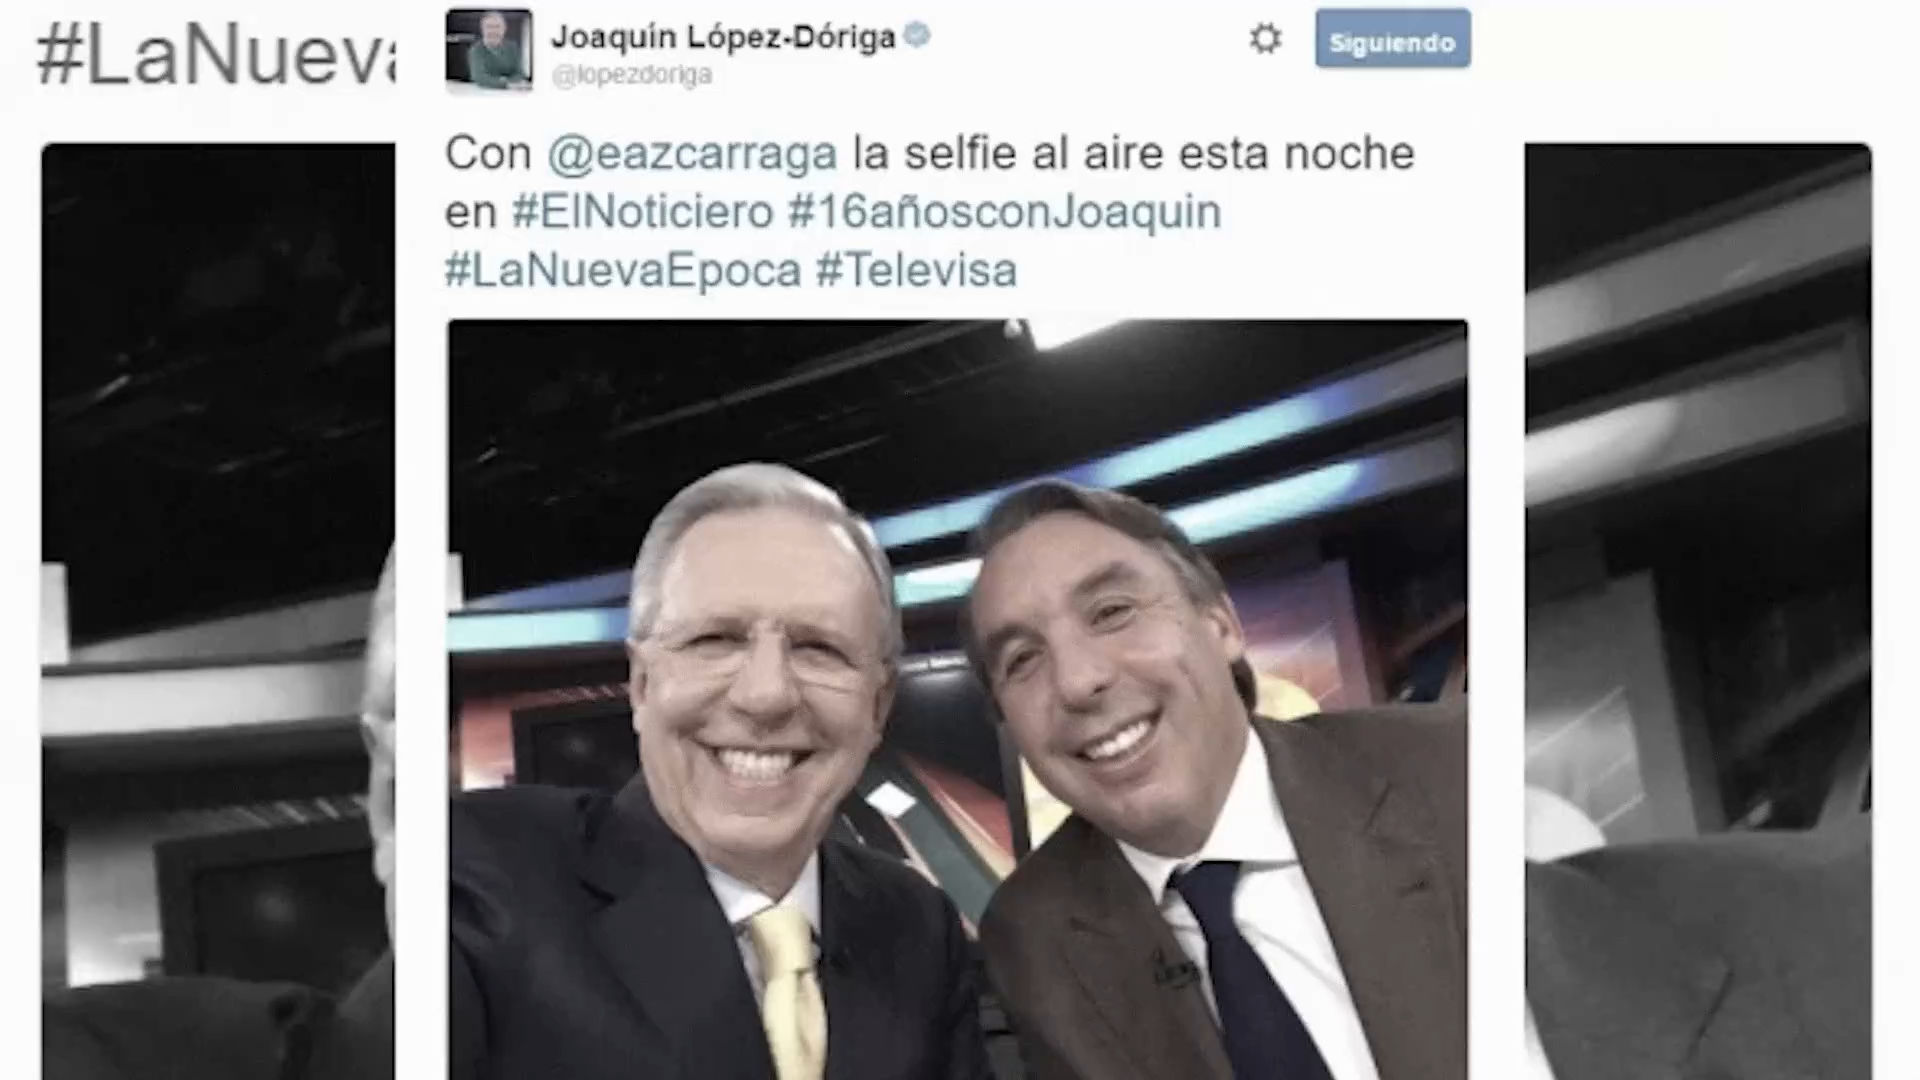 #LaNueva
Joaquín López-Dóriga
@lopezdoriga
Siguiendo
Con @eazcarraga la selfie al aire esta noche
en #ElNoticiero #16añosconJoaquin
#LaNuevaEpoca #Televisa